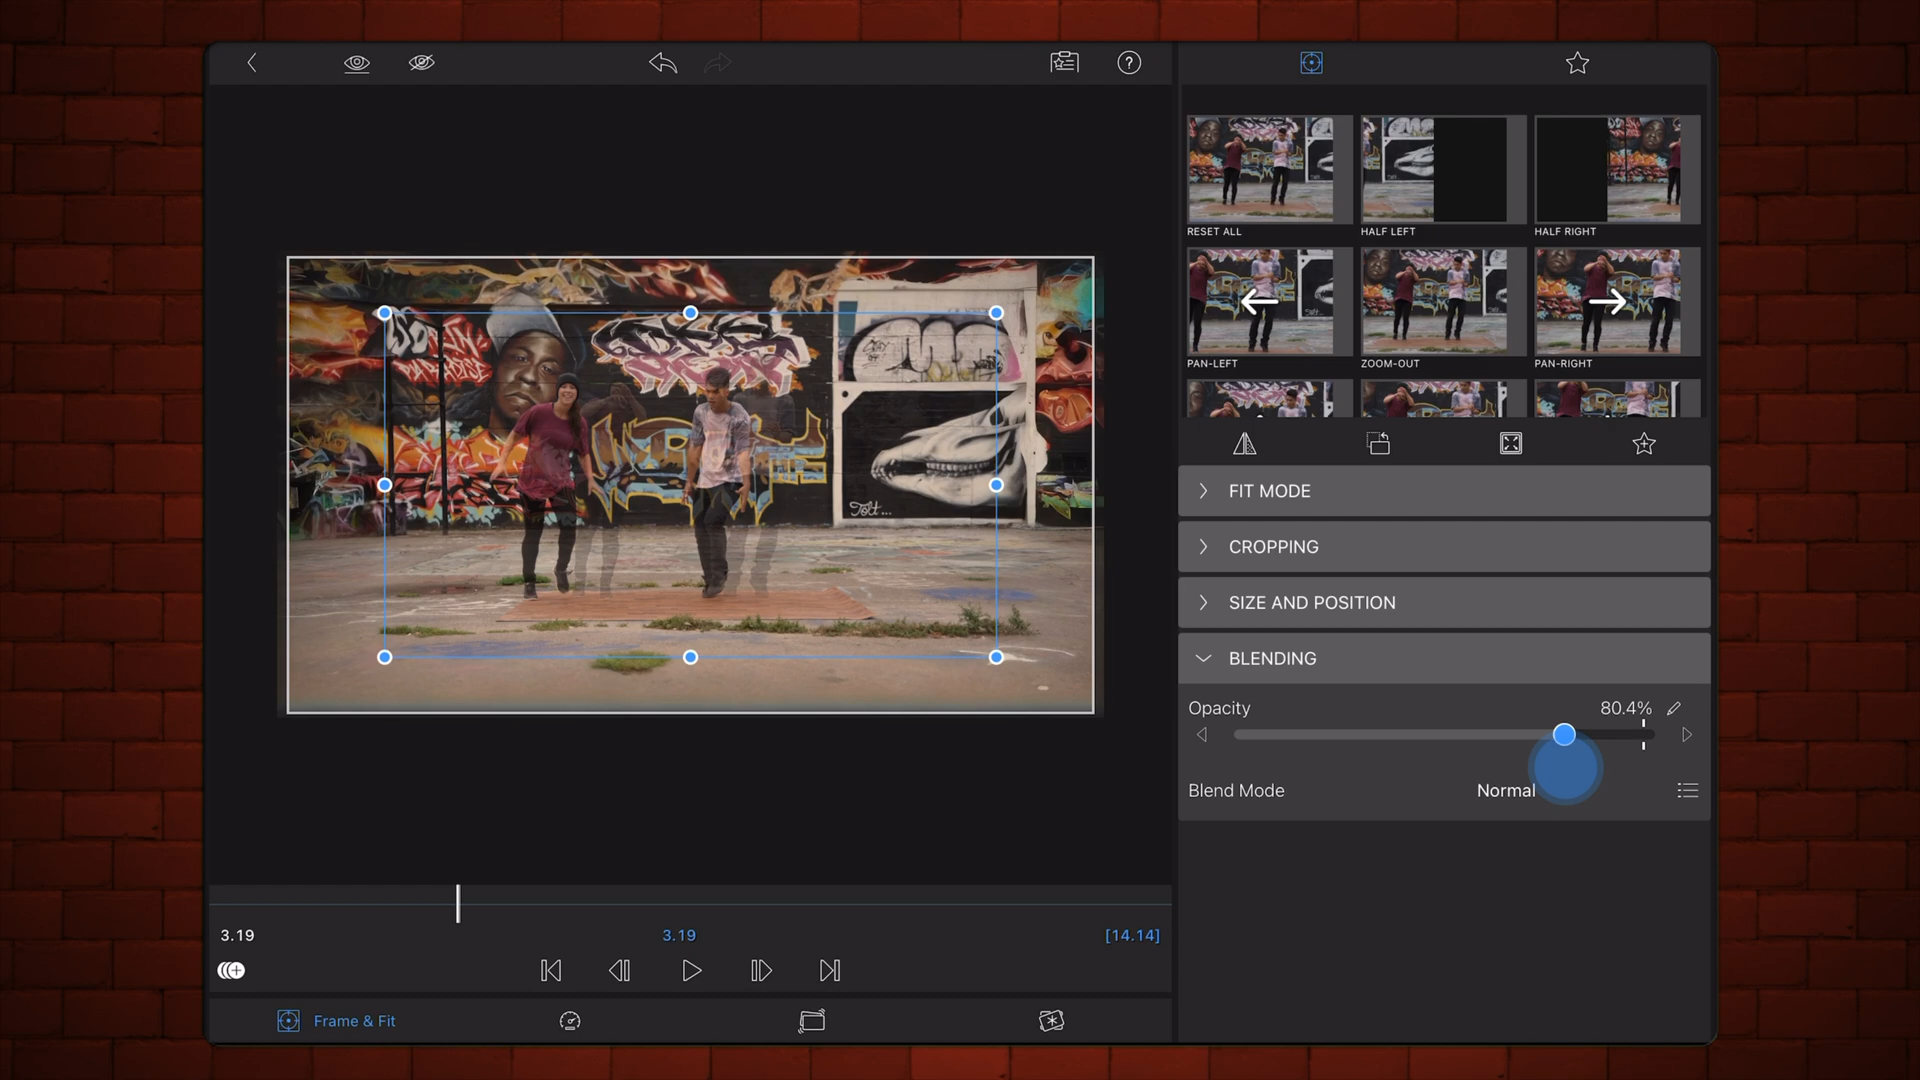 RESET ALL
HALF LEFT
HALF RIGHT
PAN-LEFT
ZOOM-OUT
PAN-RIGHT
FIT MODE
CROPPING
SIZE AND POSITION
BLENDING
Opacity
80.4%
Blend Mode
Normal
Tolt...
3.19
3.19
[14.14]
Frame & Fit